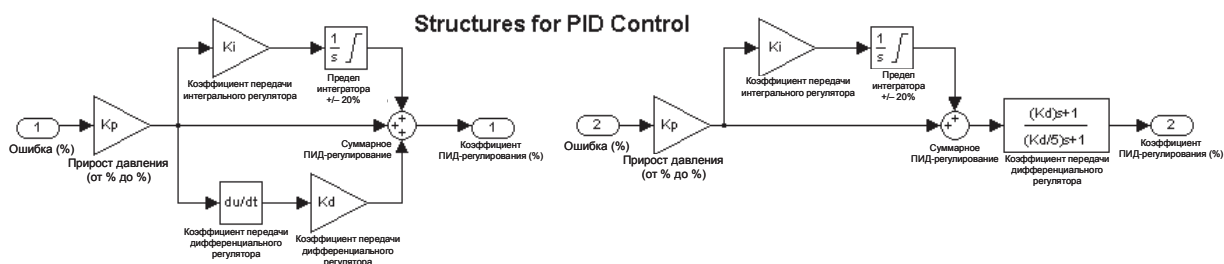 Structures for PID Control
Ki
1
s
Коэффициент передачи
интегрального регулятора
Предел
интегратора
+/– 20%
1
Ошибка (%)
Kp
Прирост давления
(от % до %)
+
+
+
Суммарное
ПИД-регулирование
1
Коэффициент
ПИД-регулирования (%)
du/dt
Коэффициент передачи
дифференциального
регулятора
Kd
Коэффициент передачи
дифференциального
регулятора
Ki
1
s
Коэффициент передачи
интегрального регулятора
Предел
интегратора
+/– 20%
2
Ошибка (%)
Kp
Прирост давления
(от % до %)
+
+
Суммарное
ПИД-регулирование
(Kd)s+1
(Kd/5)s+1
Коэффициент передачи
дифференциального
регулятора
2
Коэффициент
ПИД-регулирования (%)